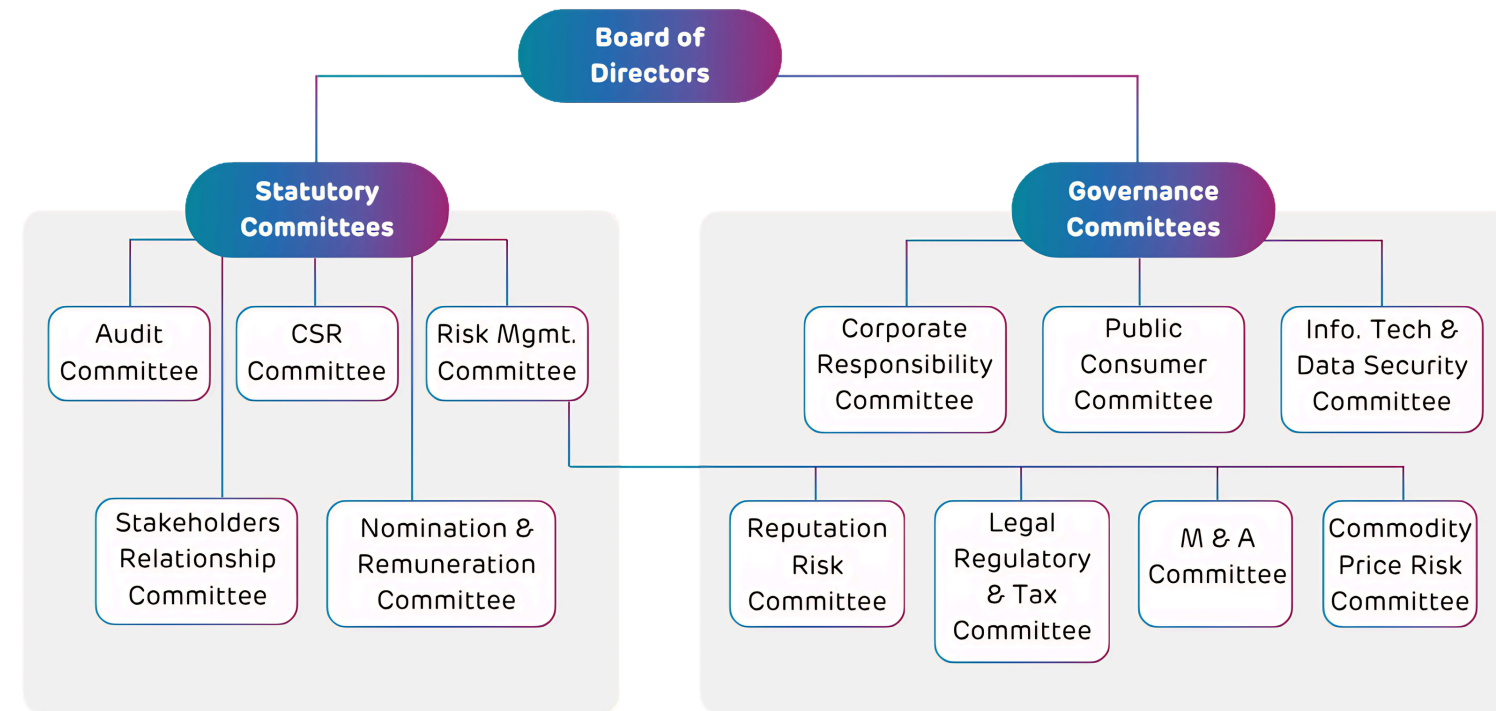 Board of
Directors
Statutory
Committees
Governance
Committees
Audit
Committee
CSR
Committee
Risk Mgmt.
Committee
Corporate
Responsibility
Committee
Public
Consumer
Committee
Info. Tech &
Data Security
Committee
Stakeholders
Relationship
Committee
Nomination &
Remuneration
Committee
Reputation
Risk
Committee
Legal
Regulatory
& Tax
Committee
M & A
Committee
Commodity
Price Risk
Committee